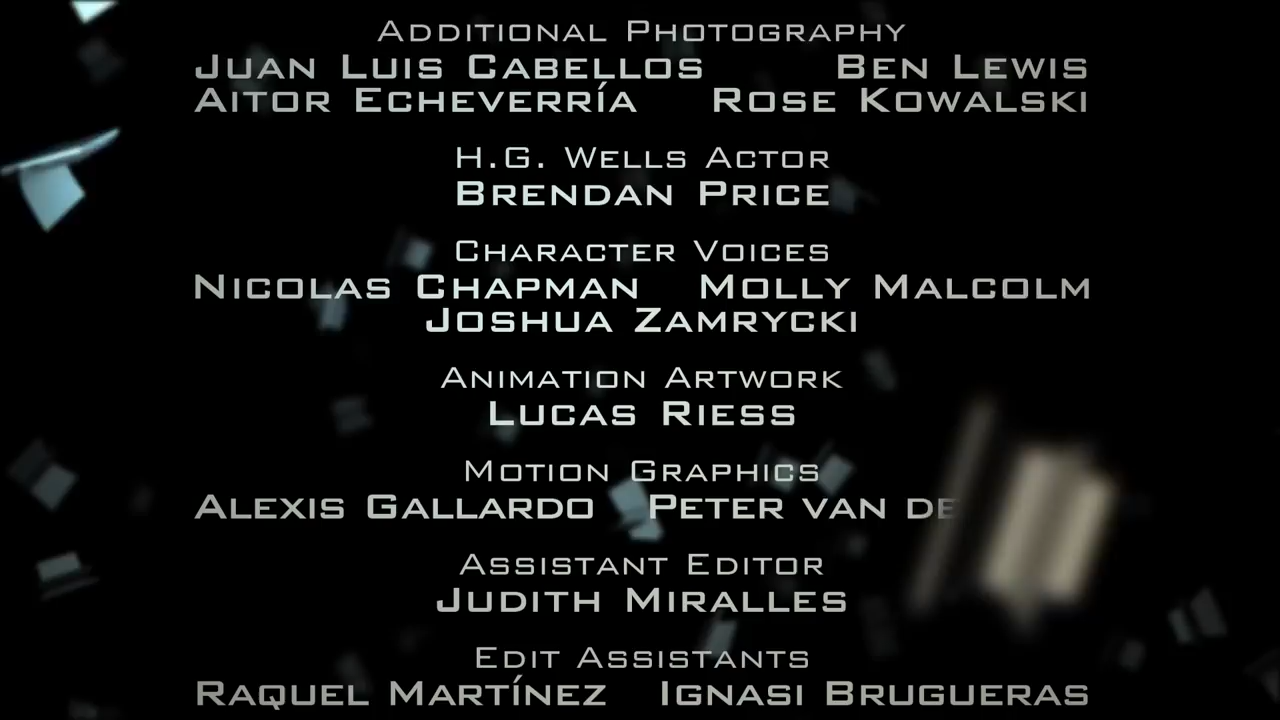 Additional Photography
Juan Luis Cabellos Ben Lewis
Aitor Echeverría Rose Kowalski
H.G. Wells Actor
Brendan Price
Character Voices
Nicolas Chapman Molly Malcolm
Joshua Zamrycki
Animation Artwork
Lucas Riess
Motion Graphics
Alexis Gallardo Peter van
Assistant Editor
Judith Miralles
Edit Assistants
Raquel Martínez Ignasi Brugueras